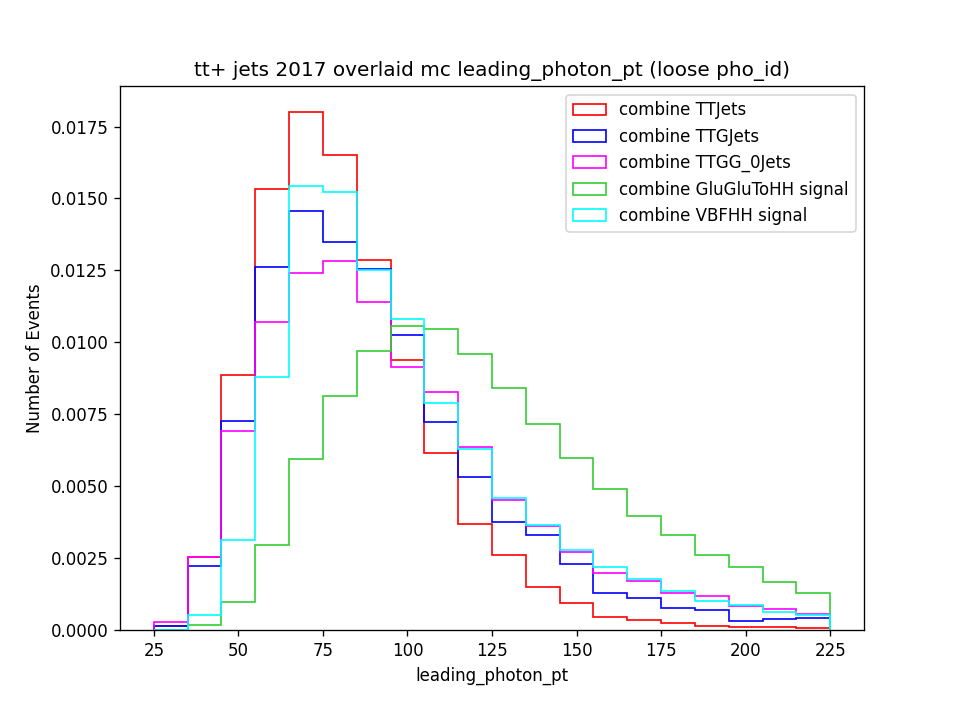 tt+ jets 2017 overlaid mc leading_photon_pt (loose pho_id)
combine TTJets
combine TTGJets
combine TTGG_0Jets
combine GluGluToHH signal
combine VBFHH signal
Number of Events
0.0175
0.0150
0.0125
0.0100
0.0075
0.0050
0.0025
0.0000
25 50 75 100 125 150 175 200 225
leading_photon_pt